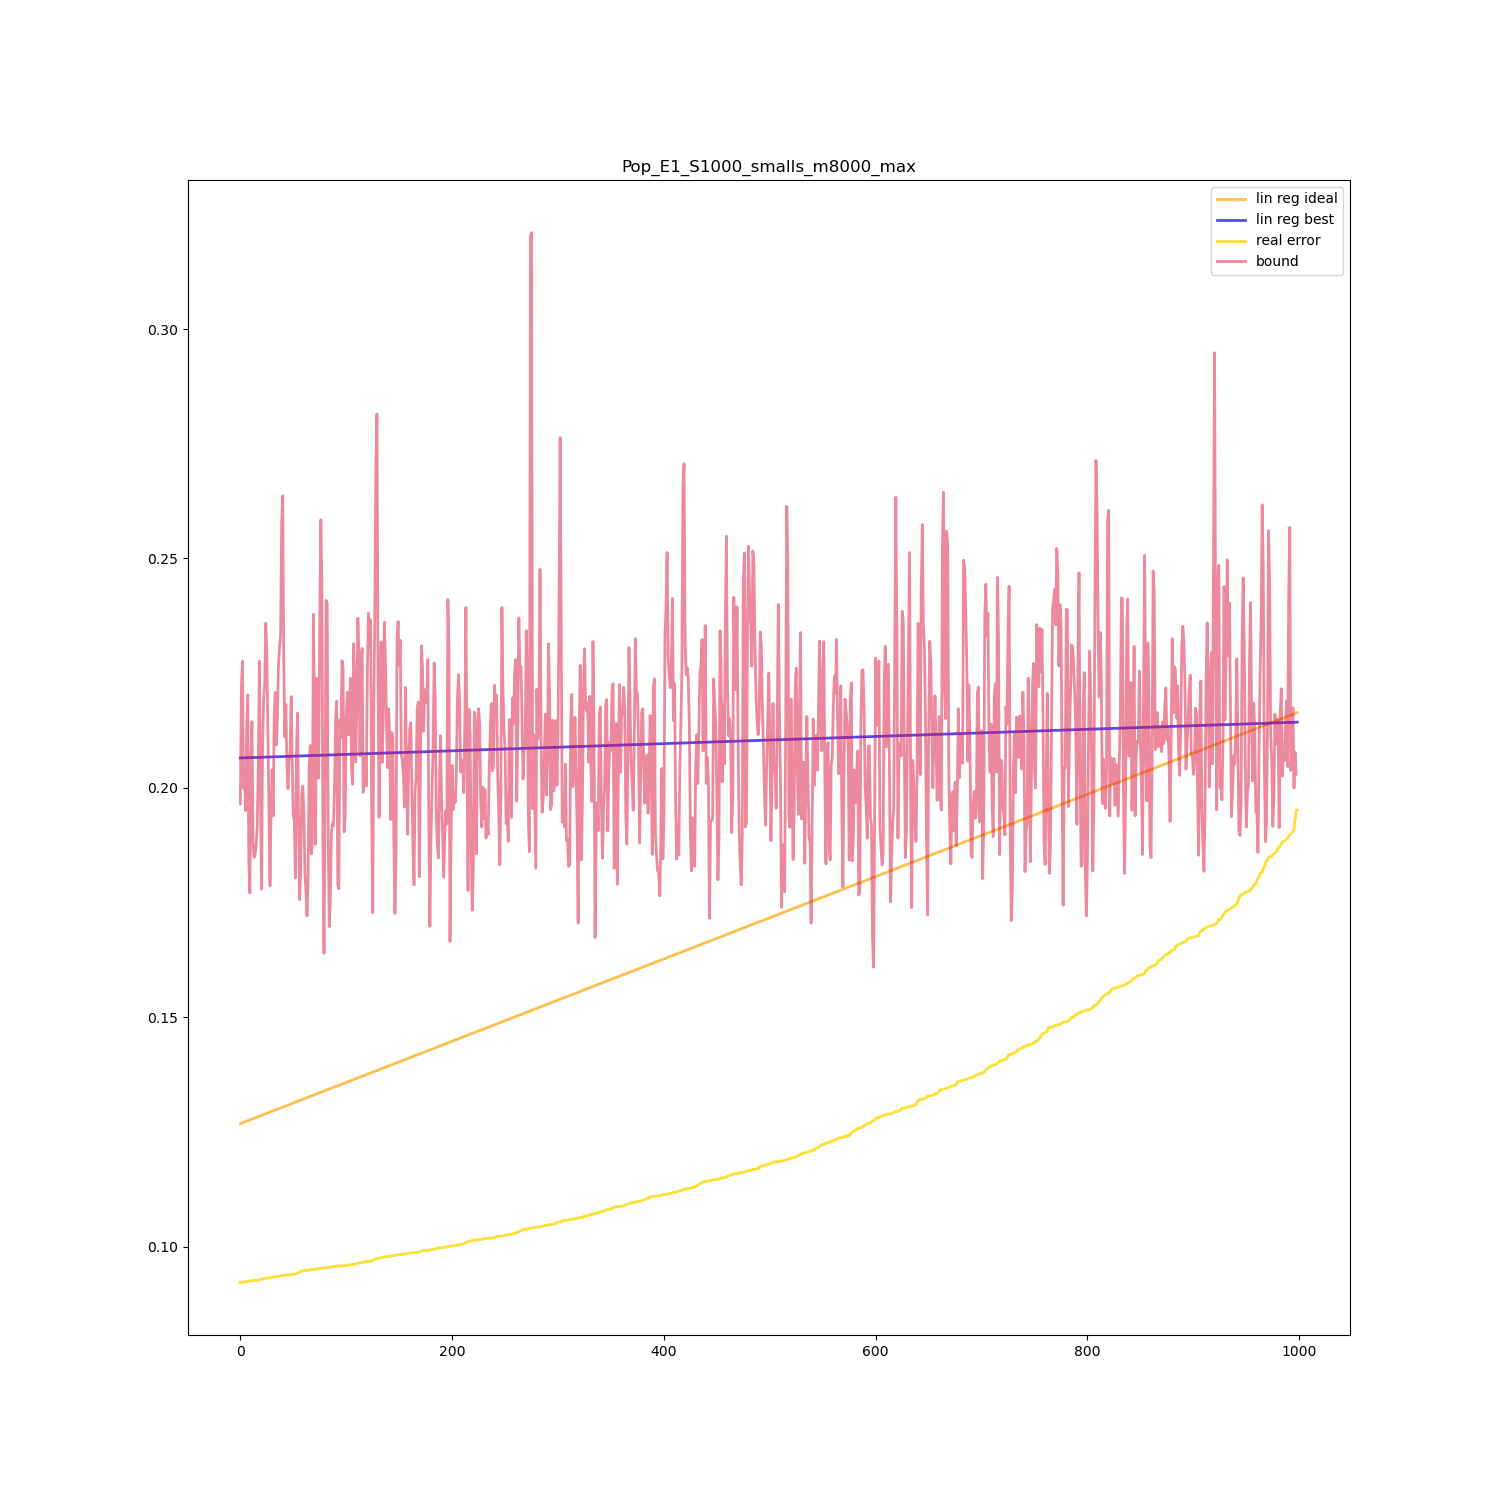 Pop_E1_S1000_smalls_m8000_max
lin reg ideal
lin reg best
real error
bound
0.30
0.25
0.20
0.15
0.10
0 200 400 600 800 1000